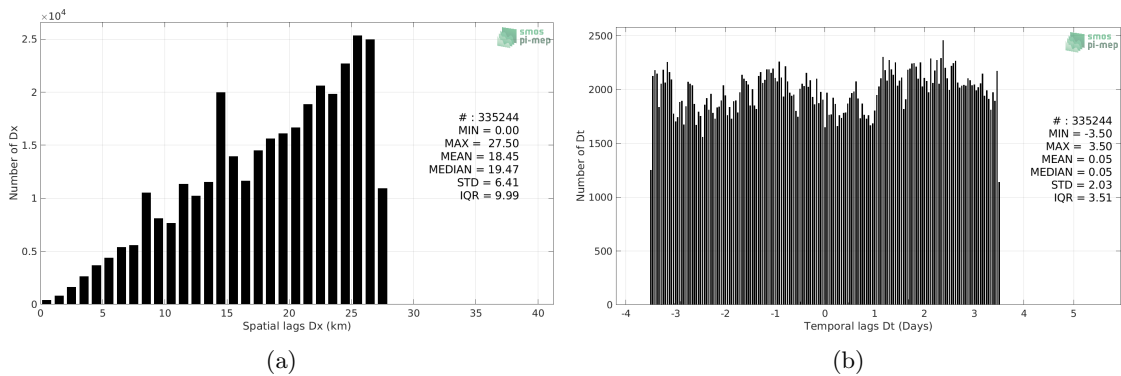 ×10⁴
smos
pi-mep
2.5
2
1.5
1
0.5
0
Number of Dx
# : 335244
MIN = 0.00
MAX = 27.50
MEAN = 18.45
MEDIAN = 19.47
STD = 6.41
IQR = 9.99
0 5 10 15 20 25 30 35 40
Spatial lags Dx (km)
(a)
smos
pi-mep
2500
2000
1500
1000
500
0
Number of Dt
# : 335244
MIN = -3.50
MAX = 3.50
MEAN = 0.05
MEDIAN = 0.05
STD = 2.03
IQR = 3.51
-4 -3 -2 -1 0 1 2 3 4 5
Temporal lags Dt (Days)
(b)